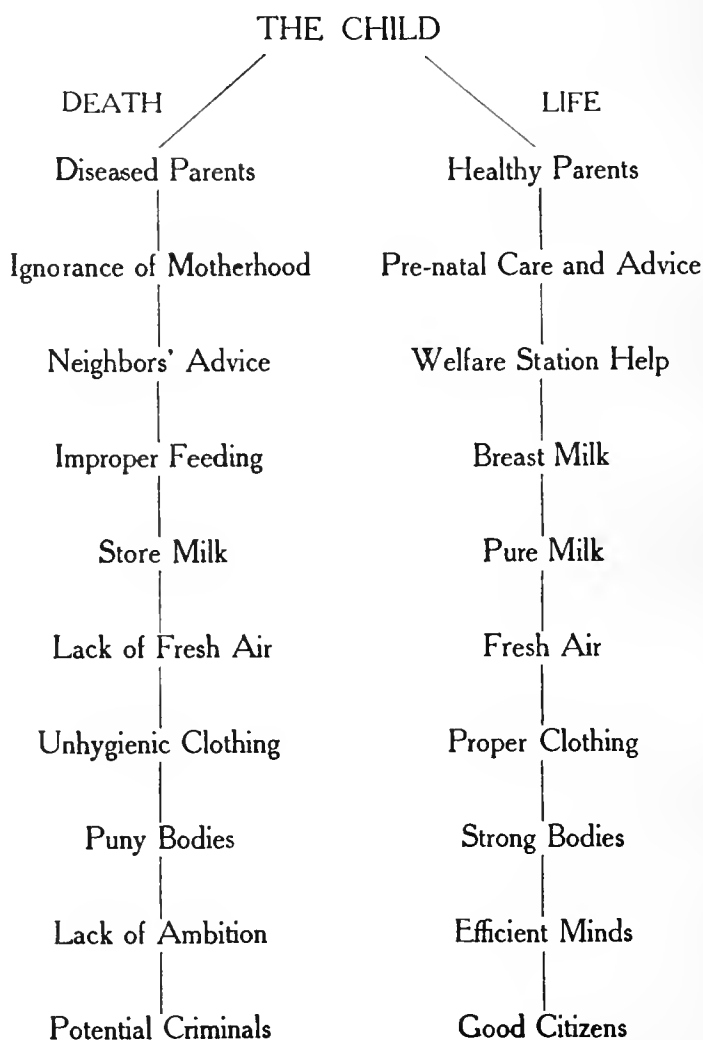 THE CHILD
DEATH
Diseased Parents
Ignorance of Motherhood
Neighbors' Advice
Improper Feeding
Store Milk
Lack of Fresh Air
Unhygienic Clothing
Puny Bodies
Lack of Ambition
Potential Criminals
LIFE
Healthy Parents
Pre-natal Care and Advice
Welfare Station Help
Breast Milk
Pure Milk
Fresh Air
Proper Clothing
Strong Bodies
Efficient Minds
Good Citizens